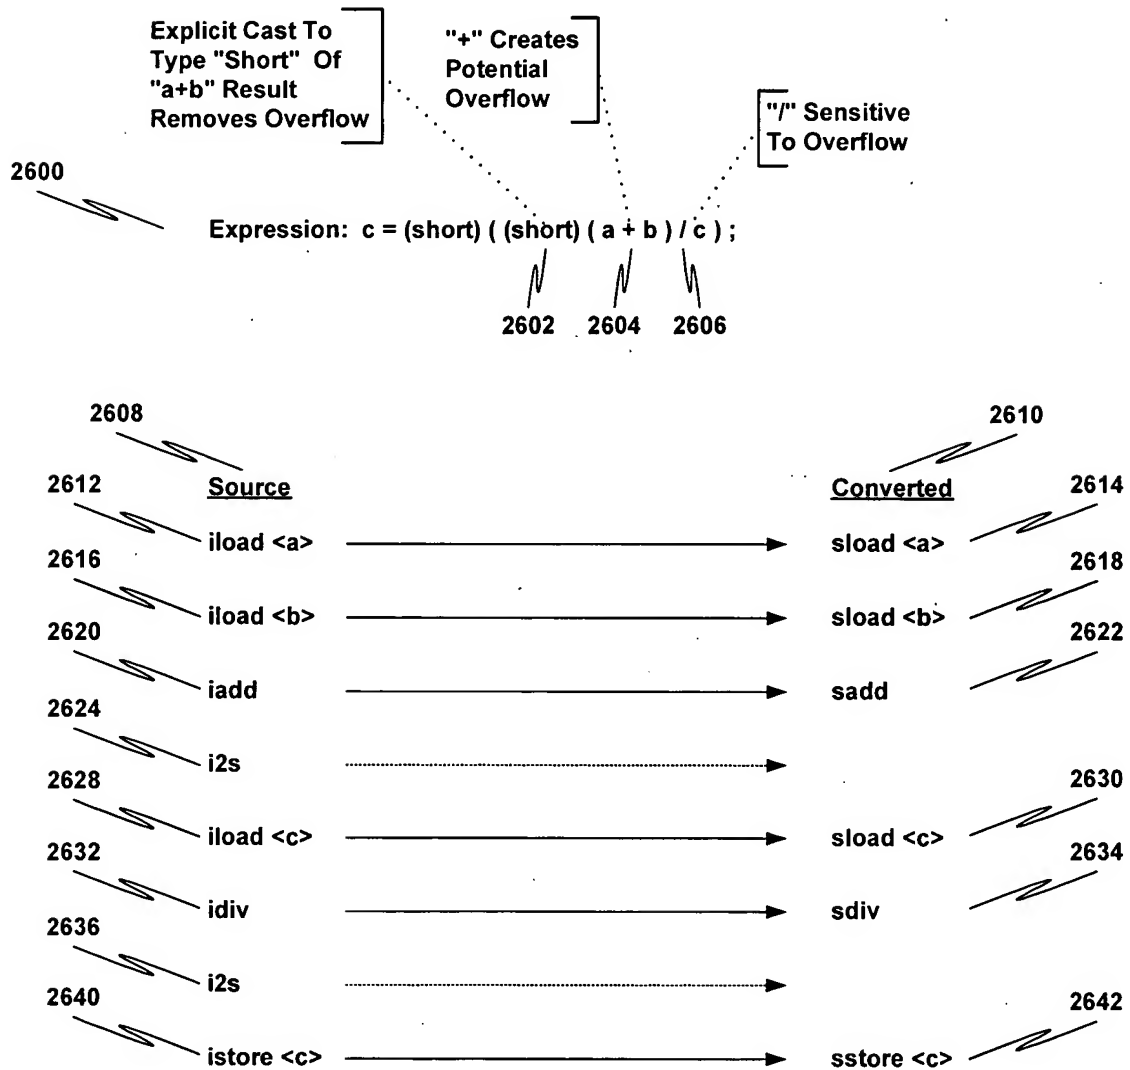 Explicit Cast To
Type "Short" Of
"a+b" Result
Removes Overflow
"+" Creates
Potential
Overflow
"/" Sensitive
To Overflow
2600
Expression: c = (short) ( (short) ( a + b ) / c ) ;
2602 2604 2606
2608 2610
Source Converted
2612 iload <a> sload <a> 2614
2616 iload <b> sload <b> 2618
2620 iadd sadd 2622
2624 i2s
2628 iload <c> sload <c> 2630
2632 idiv sdiv 2634
2636 i2s
2640 istore <c> sstore <c> 2642